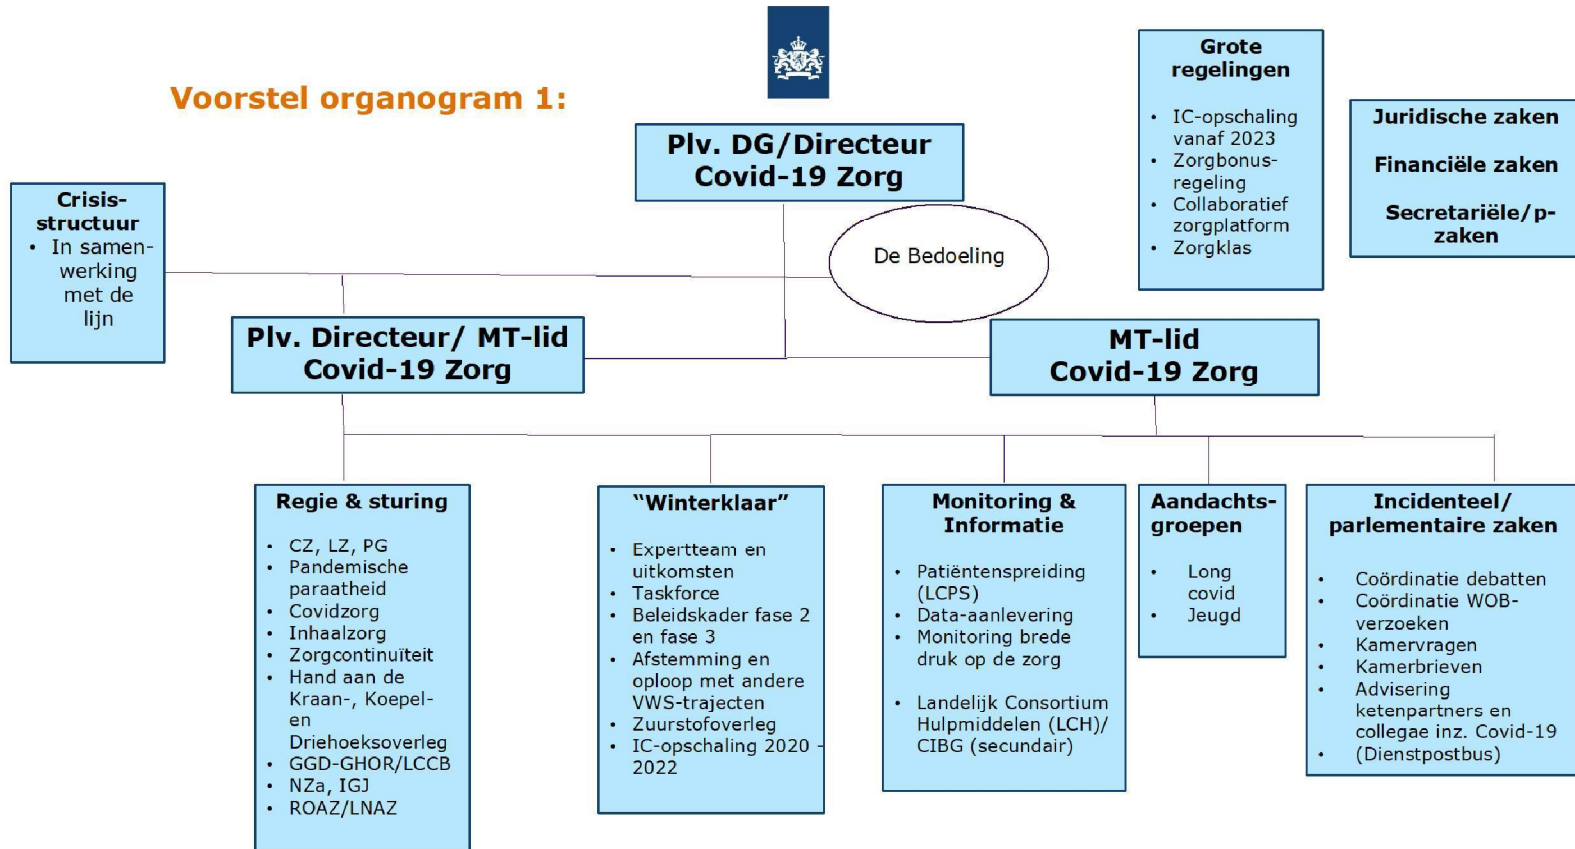 Voorstel organogram 1:
Plv. DG/Directeur
Covid-19 Zorg
Grote
regelingen
• IC-opschaling
vanaf 2023
• Zorgbonus-
regeling
• Collaboratief
zorgplatform
• Zorgklas
Juridische zaken
Financiële zaken
Secretariële/p-
zaken
Crisis-
structuur
• In samen-
werking
met de
lijn
De Bedoeling
Plv. Directeur/ MT-lid
Covid-19 Zorg
MT-lid
Covid-19 Zorg
Regie & sturing
• CZ, LZ, PG
• Pandemische
paraatheid
• Covidzorg
• Inhaalzorg
• Zorgcontinuïteit
• Hand aan de
Kraan-, Koepel-
en
Driehoeksoverleg
• GGD-GHOR/LCCB
• NZa, IGJ
• ROAZ/LNAZ
“Winterklaar”
• Expertteam en
uitkomsten
• Taskforce
• Beleidskader fase 2
en fase 3
• Afstemming en
oploop met andere
VWS-trajecten
• Zuurstofoverleg
• IC-opschaling 2020 -
2022
Monitoring &
Informatie
• Patiëntenspreiding
(LCPS)
• Data-aanlevering
• Monitoring brede
druk op de zorg
• Landelijk Consortium
Hulpmiddelen (LCH)/
CIBG (secundair)
Aandachts-
groepen
• Long
covid
• Jeugd
Incidenteel/
parlementaire zaken
• Coördinatie debatten
• Coördinatie WOB-
verzoeken
• Kamervragen
• Kamerbrieven
• Advisering
ketenpartners en
collegae inz. Covid-19
• (Dienstpostbus)